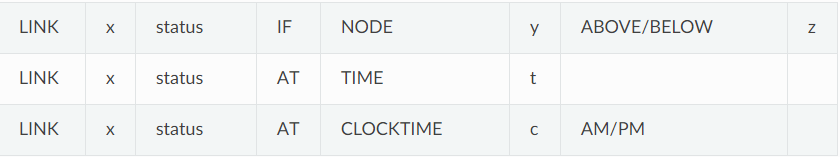 LINK x status IF NODE y ABOVE/BELOW z
LINK x status AT TIME t
LINK x status AT CLOCKTIME c AM/PM